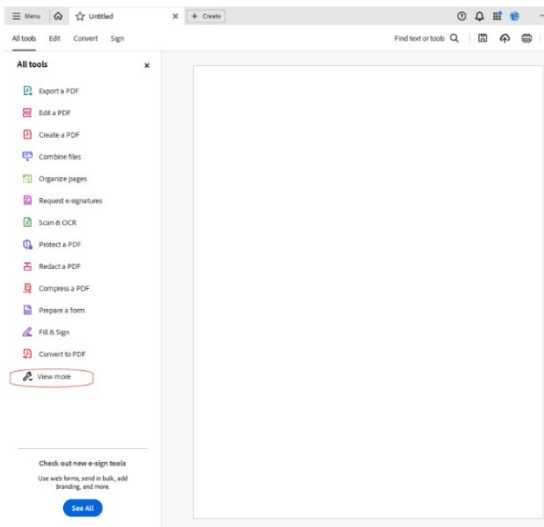 Menu
Untitled
Create
All tools
Edit
Convert
Sign
Find text or tools
All tools
Export a PDF
Edit a PDF
Create a PDF
Combine files
Organize pages
Request e-signatures
Scan & OCR
Protect a PDF
Redact a PDF
Compress a PDF
Prepare a form
Fill & Sign
Convert to PDF
View more
Check out new e-sign tools
Use web forms, send in bulk, add
branding, and more.
See All